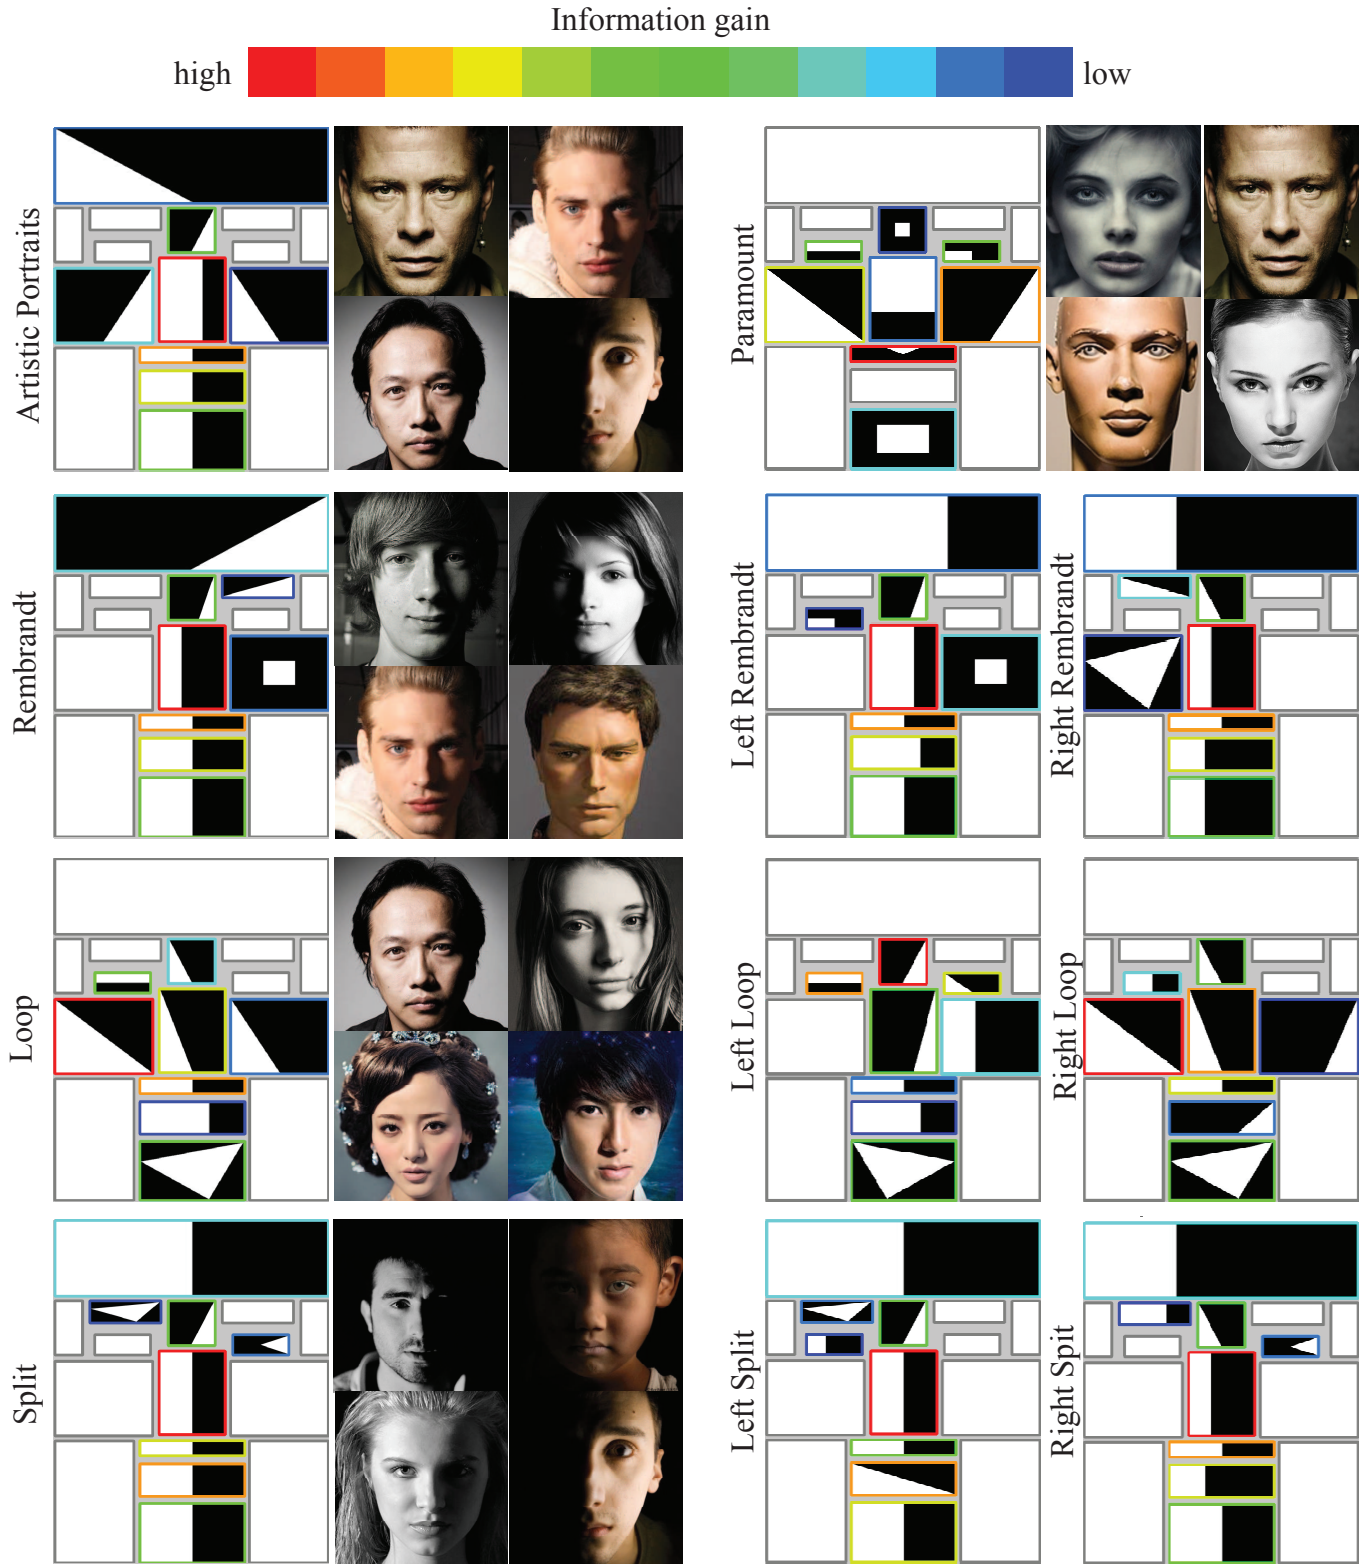 Information gain
high
low
Artistic Portraits
Paramount
Rembrandt
Left Rembrandt
Right Rembrandt
Loop
Left Loop
Right Loop
Split
Left Split
Right Spit